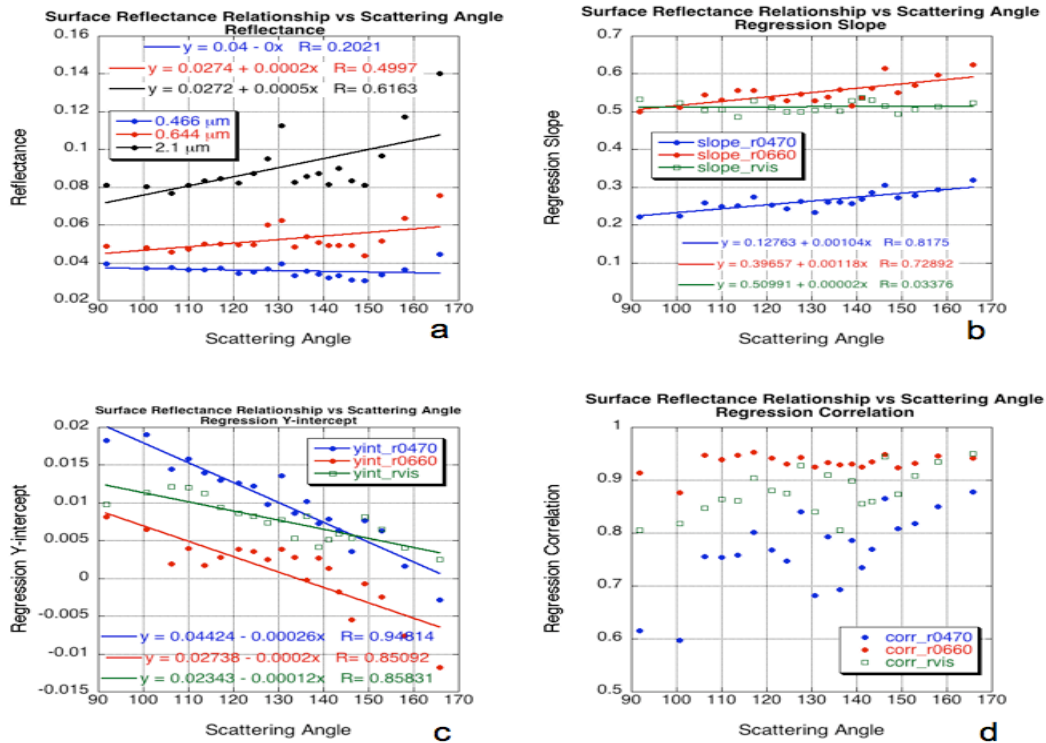 Surface Reflectance Relationship vs Scattering Angle
Reflectance
0.16
0.14
0.12
0.1
0.08
0.06
0.04
0.02
Reflectance
y = 0.04 - 0x R= 0.2021
y = 0.0274 + 0.0002x R= 0.4997
y = 0.0272 + 0.0005x R= 0.6163
0.466 μm
0.644 μm
2.1 μm
90 100 110 120 130 140 150 160 170
Scattering Angle
a
Surface Reflectance Relationship vs Scattering Angle
Regression Slope
0.7
0.6
0.5
0.4
0.3
0.2
0.1
0
Regression Slope
slope_r0470
slope_r0660
slope_rvis
y = 0.12763 + 0.00104x R= 0.8175
y = 0.39657 + 0.00118x R= 0.72892
y = 0.50991 + 0.00002x R= 0.03376
90 100 110 120 130 140 150 160 170
Scattering Angle
b
Surface Reflectance Relationship vs Scattering Angle
Regression Y-intercept
0.02
0.015
0.01
0.005
0
-0.005
-0.01
-0.015
Regression Y-intercept
yint_r0470
yint_r0660
yint_rvis
y = 0.04424 - 0.00026x R= 0.94814
y = 0.02738 - 0.0002x R= 0.85092
y = 0.02343 - 0.00012x R= 0.85831
90 100 110 120 130 140 150 160 170
Scattering Angle
c
Surface Reflectance Relationship vs Scattering Angle
Regression Correlation
1
0.9
0.8
0.7
0.6
0.5
Regression Correlation
corr_r0470
corr_r0660
corr_rvis
90 100 110 120 130 140 150 160 170
Scattering Angle
d